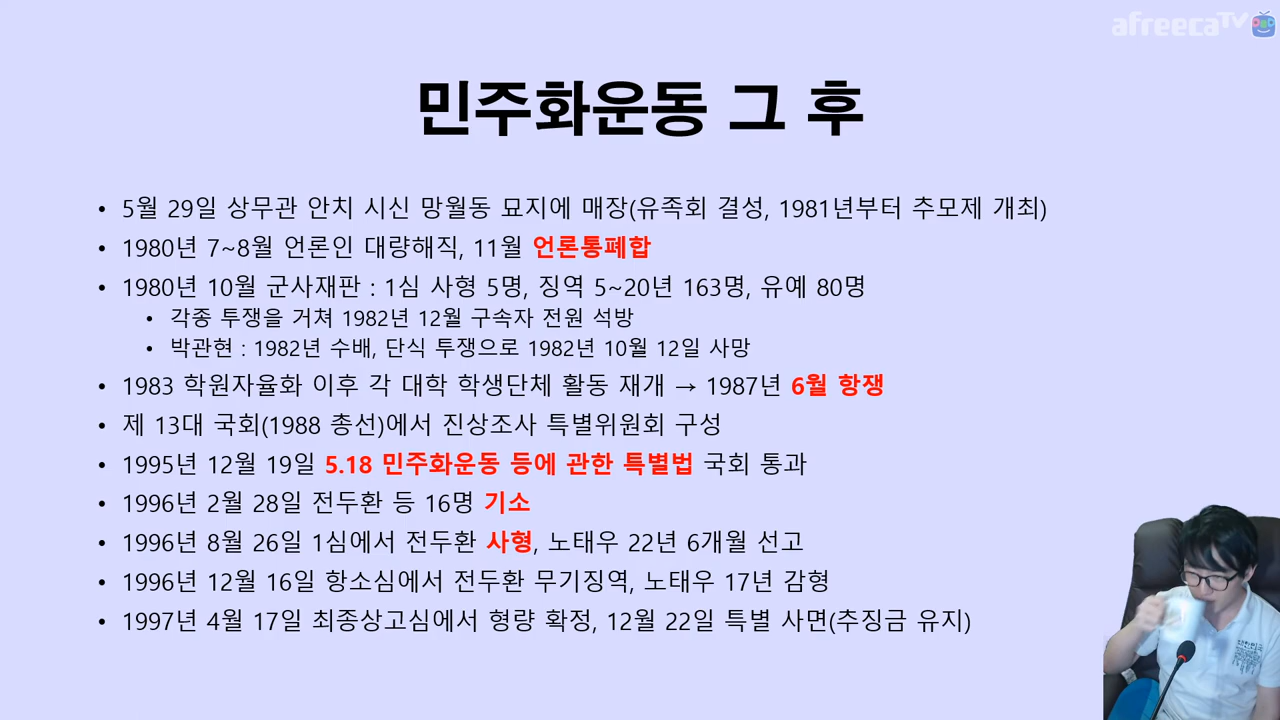 afreecaTV
민주화운동 그 후
• 5월 29일 상무관 안치 시신 망월동 묘지에 매장(유족회 결성, 1981년부터 추모제 개최)
• 1980년 7~8월 언론인 대량해직, 11월 언론통폐합
• 1980년 10월 군사재판 : 1심 사형 5명, 징역 5~20년 163명, 유예 80명
• 각종 투쟁을 거쳐 1982년 12월 구속자 전원 석방
• 박관현 : 1982년 수배, 단식 투쟁으로 1982년 10월 12일 사망
• 1983 학원자율화 이후 각 대학 학생단체 활동 재개 → 1987년 6월 항쟁
• 제 13대 국회(1988 총선)에서 진상조사 특별위원회 구성
• 1995년 12월 19일 5.18 민주화운동 등에 관한 특별법 국회 통과
• 1996년 2월 28일 전두환 등 16명 기소
• 1996년 8월 26일 1심에서 전두환 사형, 노태우 22년 6개월 선고
• 1996년 12월 16일 항소심에서 전두환 무기징역, 노태우 17년 감형
• 1997년 4월 17일 최종상고심에서 형량 확정, 12월 22일 특별 사면(추징금 유지)